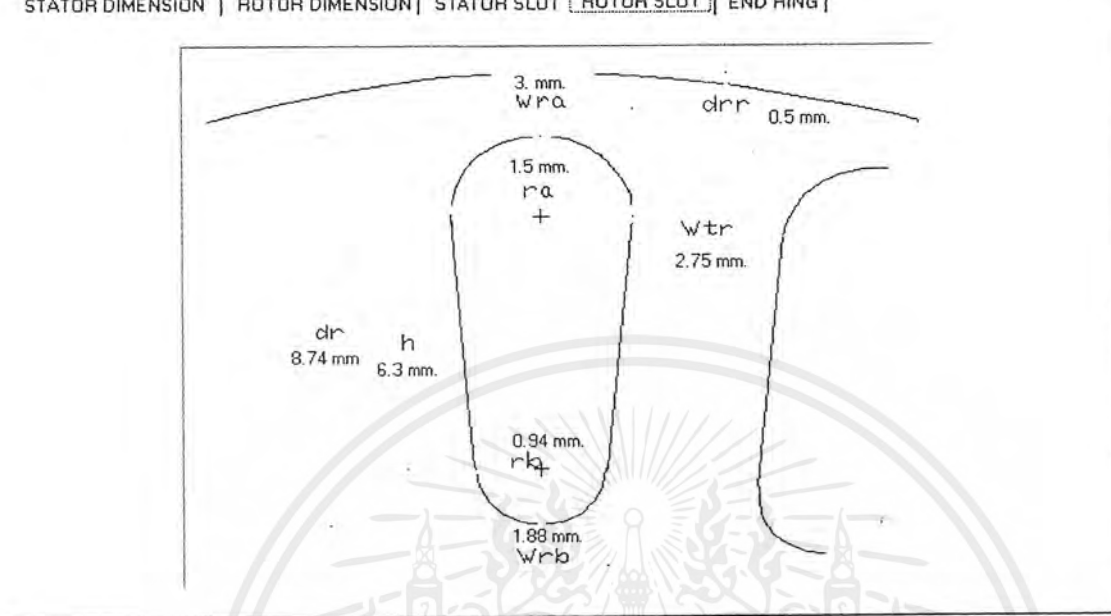 STATOR DIMENSION | ROTOR DIMENSION | STATOR SLOT | ROTOR SLOT | END RING |
3. mm.
wra
drr
0.5 mm.
1.5 mm.
ra
wtr
2.75 mm.
dr
8.74 mm
h
6.3 mm.
0.94 mm.
rb
1.88 mm.
wrb